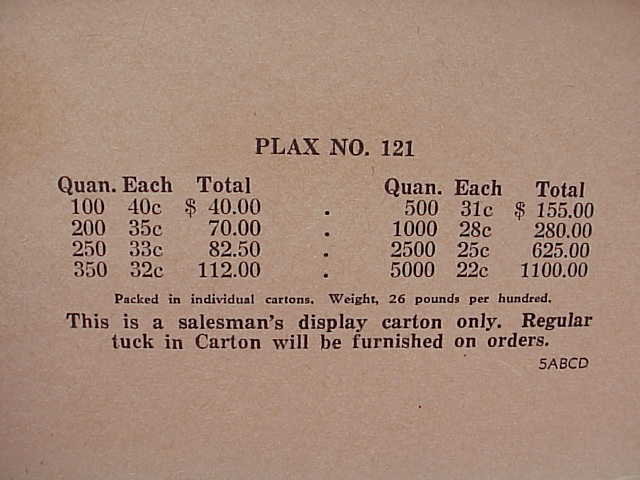 PLAX NO. 121
Quan. Each Total Quan. Each Total
100 40c $ 40.00 . 500 31c $ 155.00
200 35c 70.00 . 1000 28c 280.00
250 33c 82.50 . 2500 25c 625.00
350 32c 112.00 . 5000 22c 1100.00
Packed in individual cartons. Weight, 26 pounds per hundred.
This is a salesman's display carton only. Regular
tuck in Carton will be furnished on orders.
5ABCD